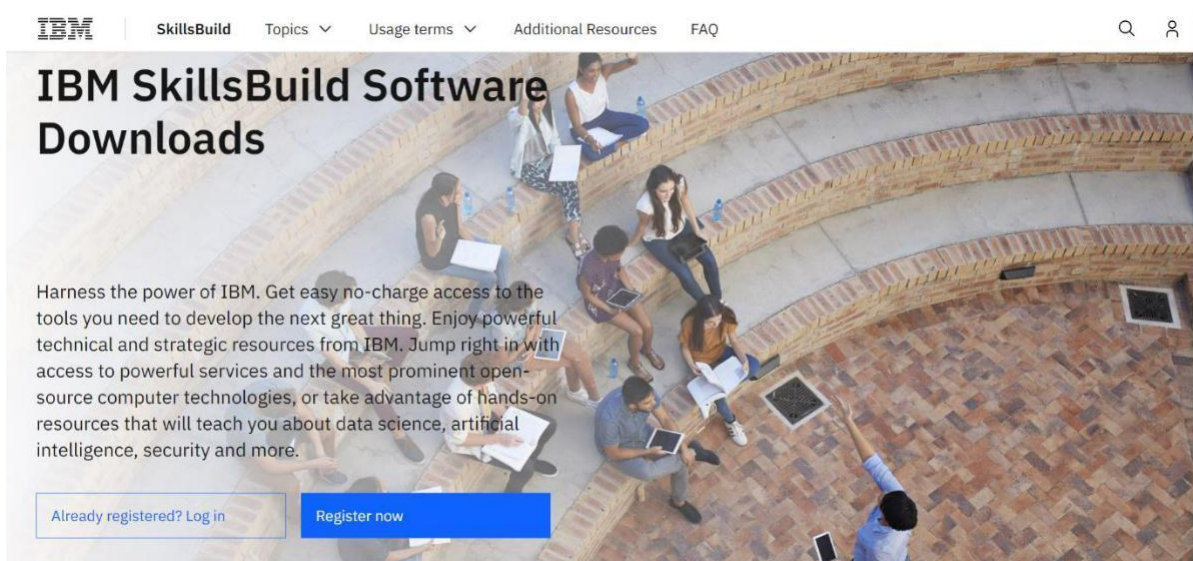 IBM SkillsBuild Topics Usage terms Additional Resources FAQ
IBM SkillsBuild Software
Downloads
Harness the power of IBM. Get easy no-charge access to the
tools you need to develop the next great thing. Enjoy powerful
technical and strategic resources from IBM. Jump right in with
access to powerful services and the most prominent open-
source computer technologies, or take advantage of hands-on
resources that will teach you about data science, artificial
intelligence, security and more.
Already registered? Log in Register now